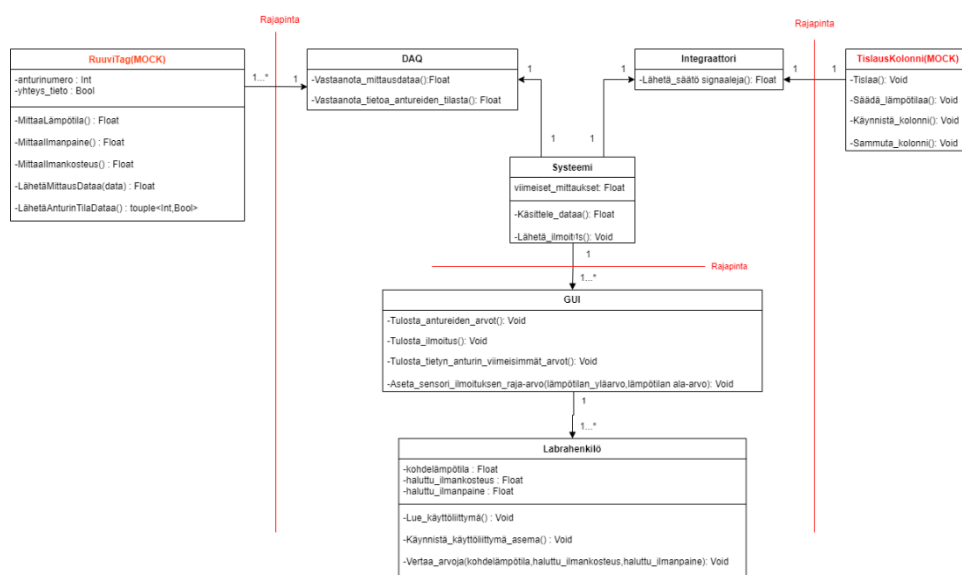 Rajapinta
Rajapinta
RuuviTag(MOCK)
-anturinumero : Int
-yhteys_tieto : Bool
-MittaaLämpötila() : Float
-MittaaIlmanpaine() : Float
-MittaaIlmankosteus() : Float
-LähetäMittausDataa(data) : Float
-LähetäAnturinTilaDataa() : touple<Int,Bool>
1...*
1
DAQ
-Vastaanota_mittausdata():Float
-Vastaanota_tietoa_antureiden_tilasta() : Float
1
1
Integraattori
-Lähetä_säätö signaaleja() : Float
1
1
1
1
TislausKolonni(MOCK)
-Tislaa() : Void
-Säädä_lämpötilaa() : Void
-Käynnistä_kolonni() : Void
-Sammuta_kolonni() : Void
Systeemi
viimeiset_mittaukset: Float
-Käsittele_dataa() : Float
-Lähetä_ilmoitus() : Void
1
Rajapinta
1...*
GUI
-Tulosta_antureiden_arvot() : Void
-Tulosta_ilmoitus() : Void
-Tulosta_tietyn_anturin_viimeisimmät_arvot() : Void
-Aseta_sensori_ilmoituksen_raja-arvo(lämpötilan_yläarvo,lämpötilan ala-arvo) : Void
1
1...*
Labrahenkilö
-kohdelämpötila : Float
-haluttu_ilmankosteus : Float
-haluttu_ilmanpaine : Float
-Lue_käyttöliittymä() : Void
-Käynnistä_käyttöliittymä_asema() : Void
-Vertaa_arvoja(kohdelämpötila,haluttu_ilmankosteus,haluttu_ilmanpaine) : Void